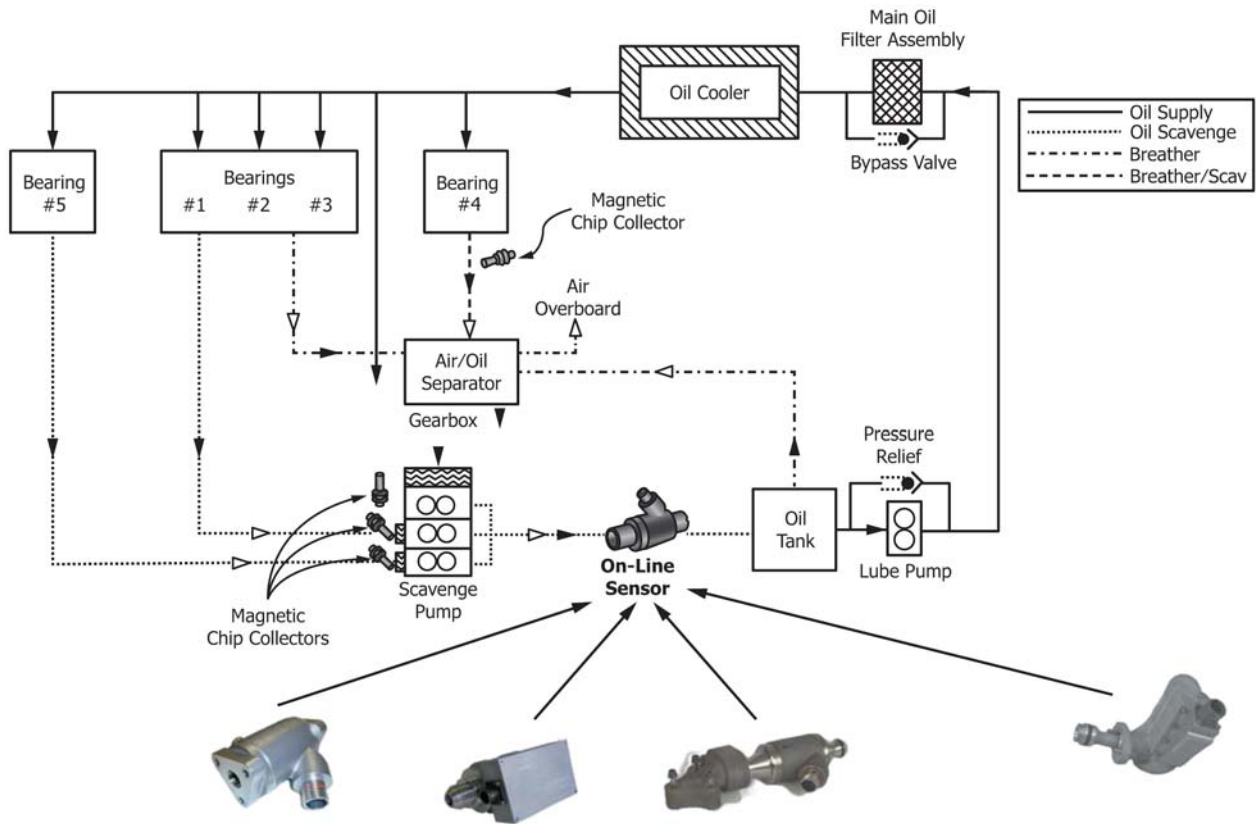 Main Oil
Filter Assembly
Oil Cooler
Bypass Valve
Oil Supply
Oil Scavenge
Breather
Breather/Scav
Bearing
#5
Bearings
#1 #2 #3
Bearing
#4
Magnetic
Chip Collector
Air
Overboard
Air/Oil
Separator
Gearbox
Pressure
Relief
Oil
Tank
Lube Pump
On-Line
Sensor
Scavenge
Pump
Magnetic
Chip Collectors